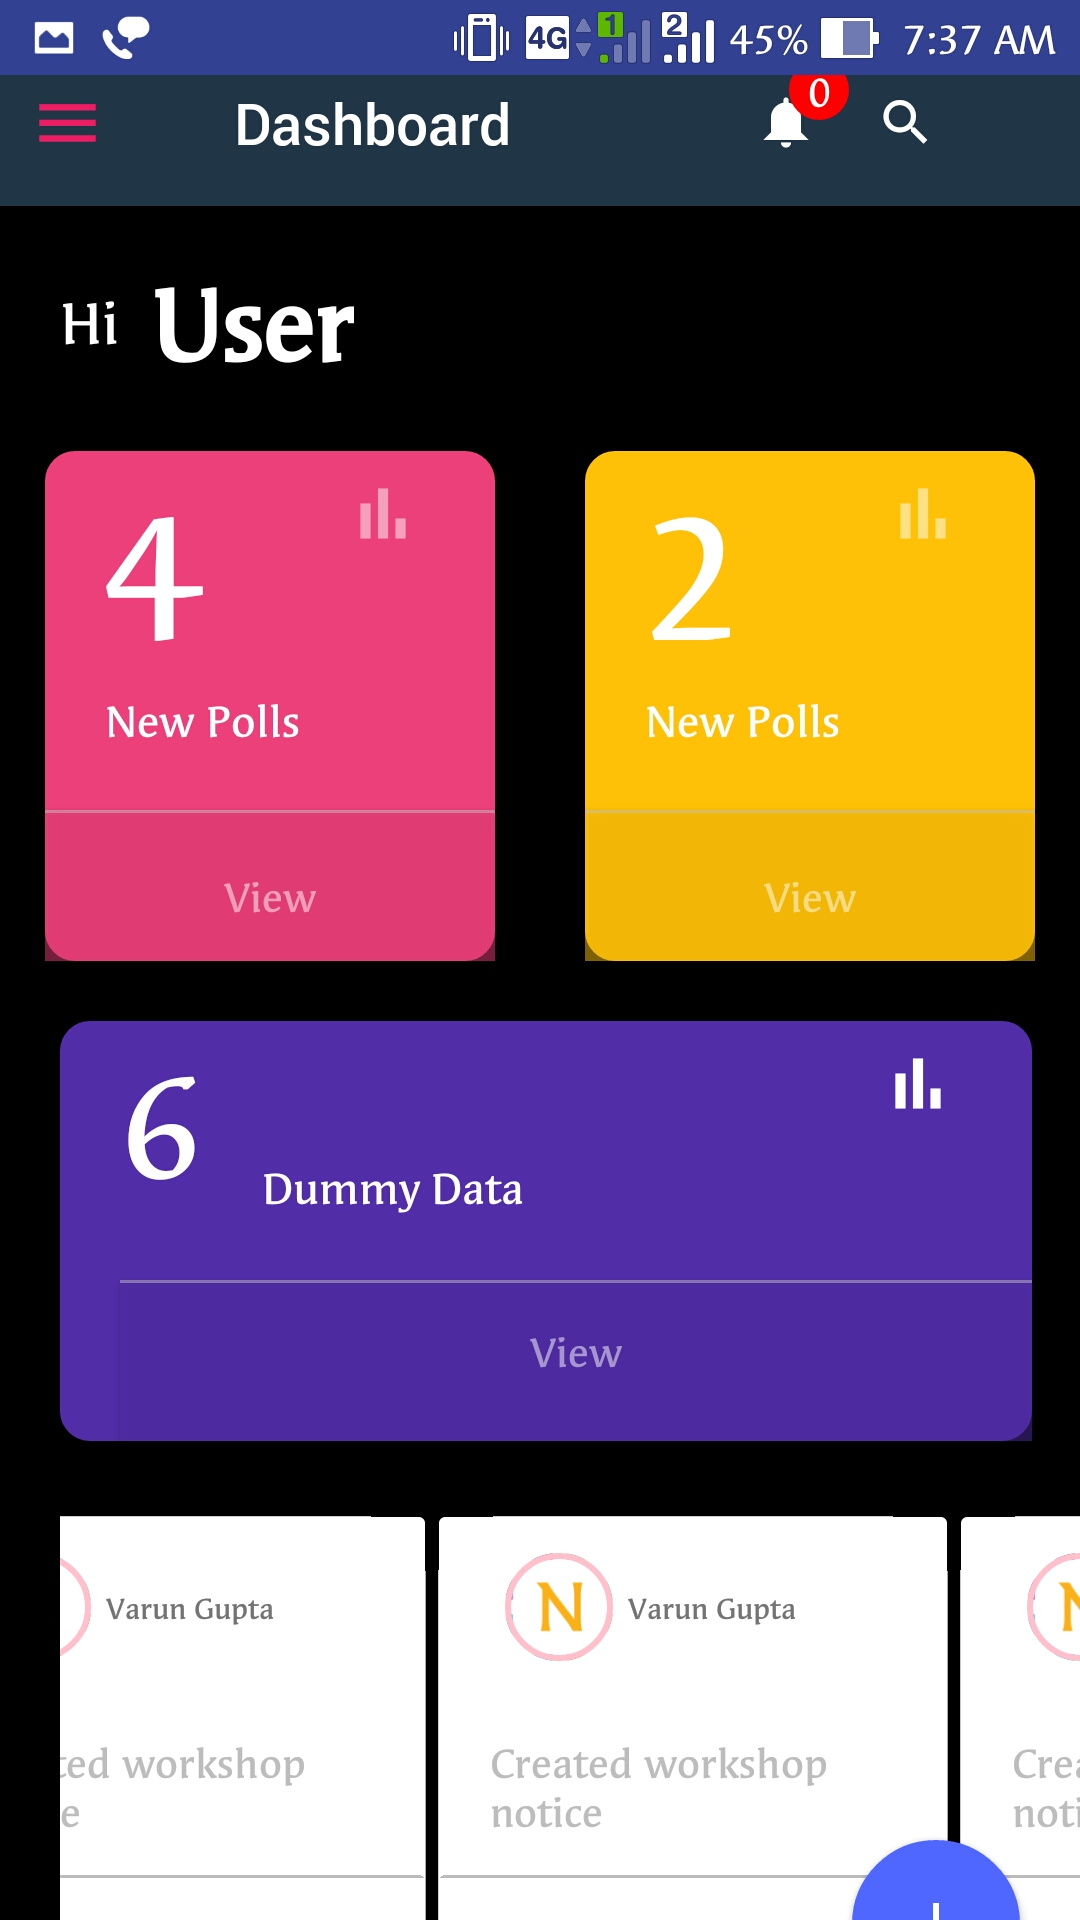 4G 1 2 45% 7:37 AM
Dashboard 0
Hi User
4
New Polls
View
2
New Polls
View
6
Dummy Data
View
Varun Gupta
ted workshop
e
N Varun Gupta
Created workshop
notice
N
Crea
noti